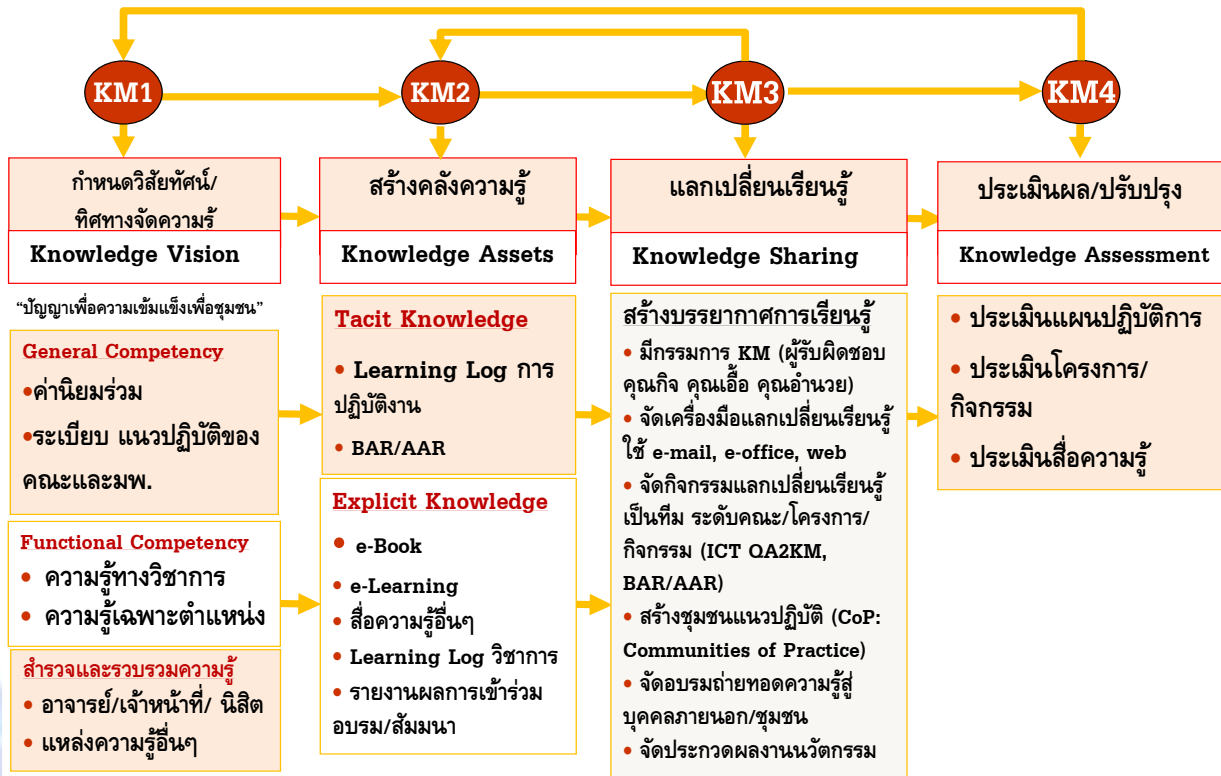 KM1
KM2
KM3
KM4
กำหนดวิสัยทัศน์/
ทิศทางจัดความรู้
Knowledge Vision
สร้างคลังความรู้
Knowledge Assets
แลกเปลี่ยนเรียนรู้
Knowledge Sharing
ประเมินผล/ปรับปรุง
Knowledge Assessment
“ปัญญาเพื่อความเข้มแข็งเพื่อชุมชน”
General Competency
•ค่านิยมร่วม
•ระเบียบ แนวปฏิบัติของ
คณะและมพ.
Functional Competency
• ความรู้ทางวิชาการ
• ความรู้เฉพาะตำแหน่ง
สำรวจและรวบรวมความรู้
• อาจารย์/เจ้าหน้าที่/ นิสิต
• แหล่งความรู้อื่นๆ
Tacit Knowledge
• Learning Log การ
ปฏิบัติงาน
• BAR/AAR
Explicit Knowledge
• e-Book
• e-Learning
• สื่อความรู้อื่นๆ
• Learning Log วิชาการ
• รายงานผลการเข้าร่วม
อบรม/สัมมนา
สร้างบรรยากาศการเรียนรู้
• มีกรรมการ KM (ผู้รับผิดชอบ
คุณกิจ คุณเอื้อ คุณอำนวย)
• จัดเครื่องมือแลกเปลี่ยนเรียนรู้
ใช้ e-mail, e-office, web
• จัดกิจกรรมแลกเปลี่ยนเรียนรู้
เป็นทีม ระดับคณะ/โครงการ/
กิจกรรม (ICT QA2KM,
BAR/AAR)
• สร้างชุมชนแนวปฏิบัติ (CoP:
Communities of Practice)
• จัดอบรมถ่ายทอดความรู้สู่
บุคคลภายนอก/ชุมชน
• จัดประกวดผลงานนวัตกรรม
• ประเมินแผนปฏิบัติการ
• ประเมินโครงการ/
กิจกรรม
• ประเมินสื่อความรู้